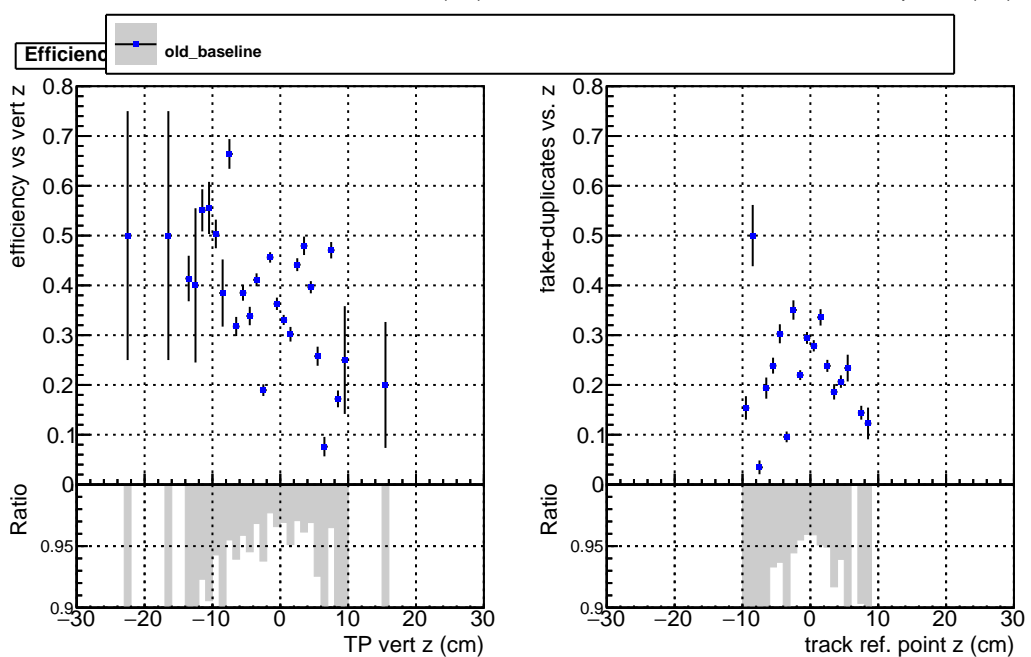 old_baseline
Efficienc
efficiency vs vert z
0.8
0.7
0.6
0.5
0.4
0.3
0.2
0.1
0
Ratio
0.95
0.9
−30 −20 −10 0 10 20 30
TP vert z (cm)
fake+duplicates vs. z
0.8
0.7
0.6
0.5
0.4
0.3
0.2
0.1
0
Ratio
0.95
0.9
−30 −20 −10 0 10 20 30
track ref. point z (cm)